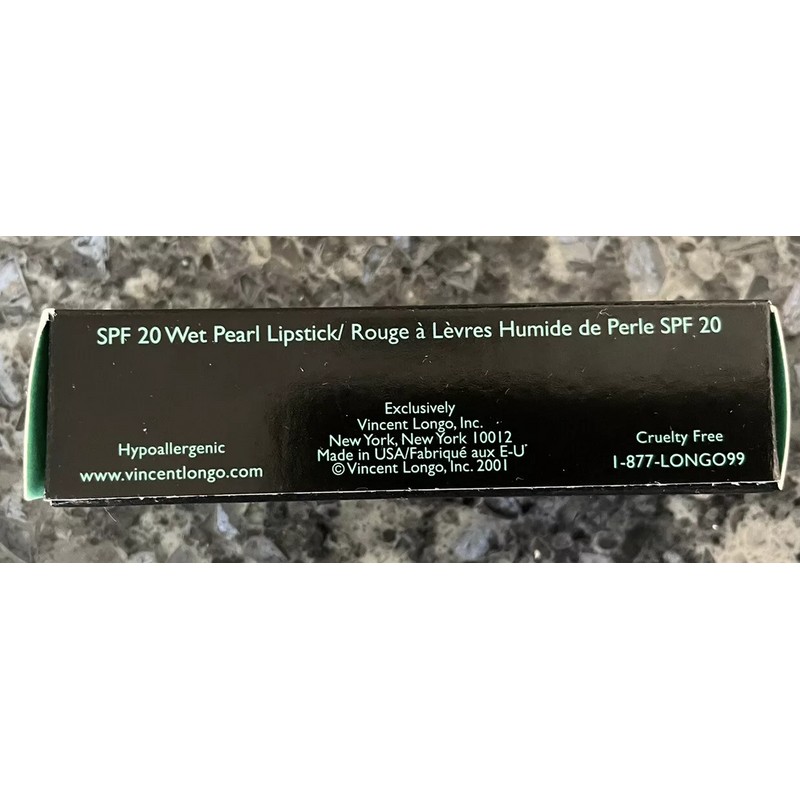 SPF 20 Wet Pearl Lipstick/ Rouge à Lèvres Humide de Perle SPF 20
Exclusively
Vincent Longo, Inc.
New York, New York 10012
Made in USA/Fabriqué aux E-U
© Vincent Longo, Inc. 2001
Hypoallergenic
www.vincentlongo.com
Cruelty Free
1-877-LONGO99